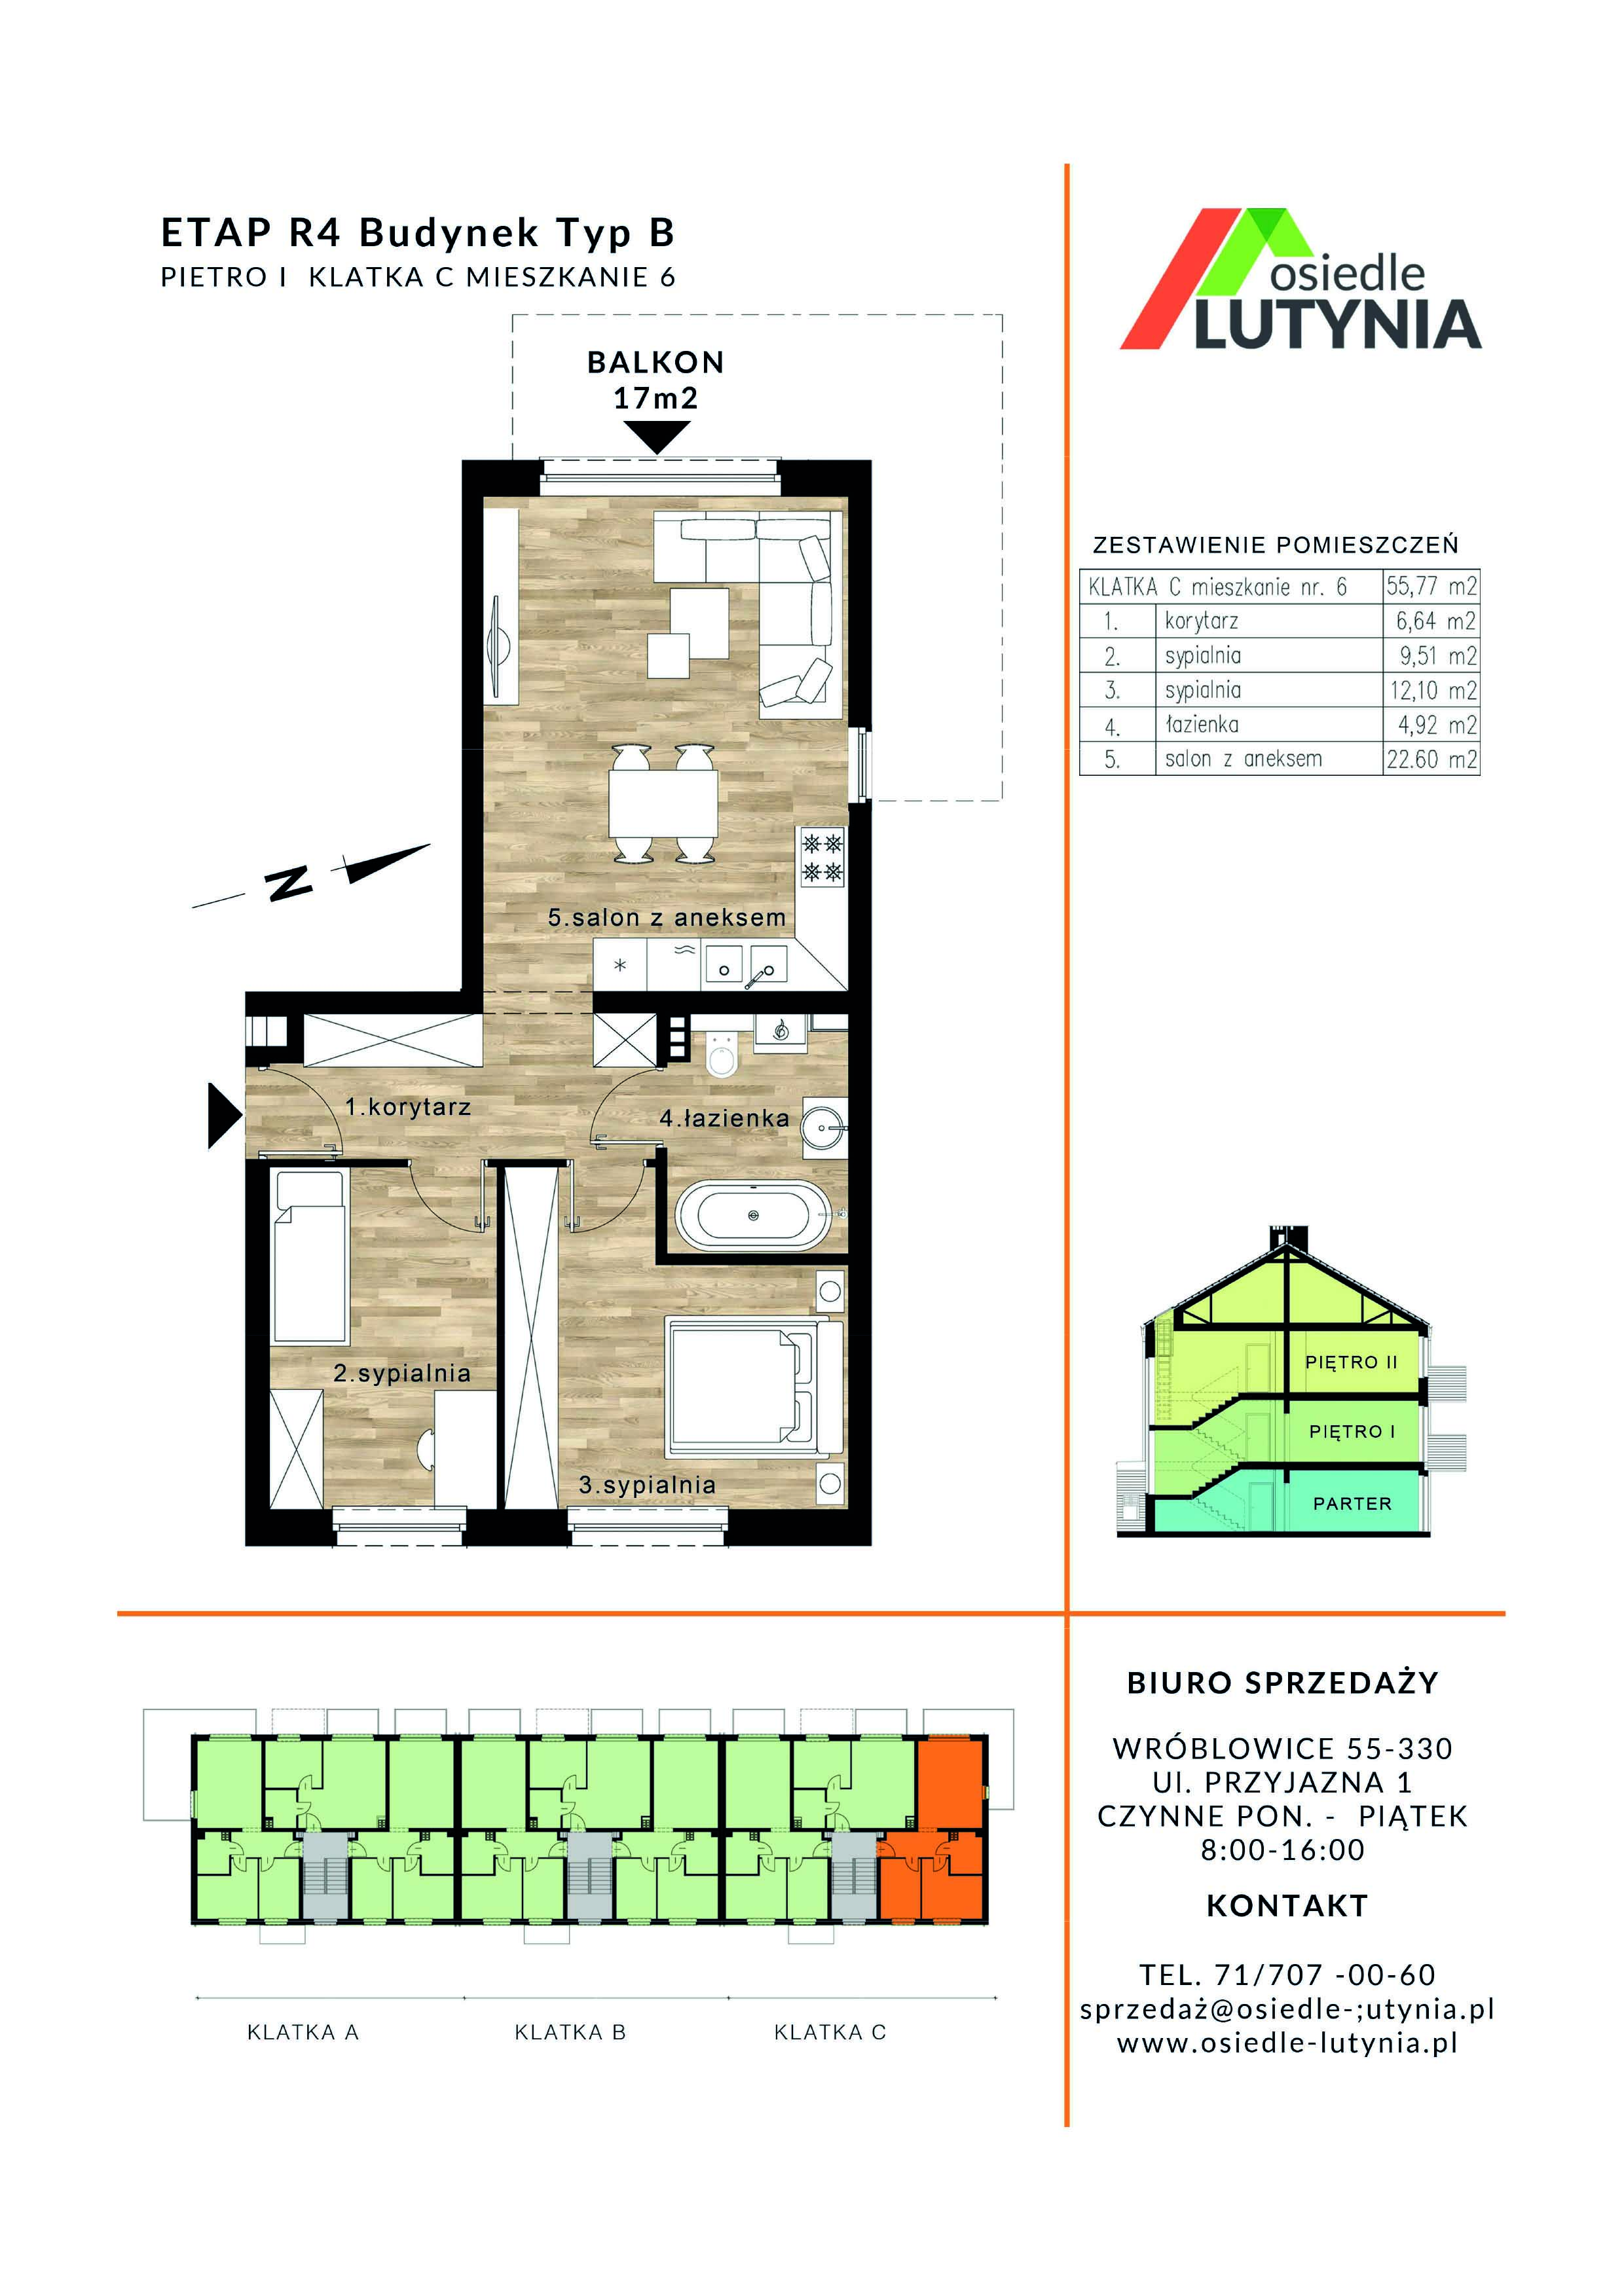 ETAP R4 Budynek Typ B
PIETRO I KLATKA C MIESZKANIE 6
osiedle
LUTYNIA
BALKON
17m2
ZESTAWIENIE POMIESZCZEŃ
KLATKA C mieszkanie nr. 6 55,77 m2
1. korytarz 6,64 m2
2. sypialnia 9,51 m2
3. sypialnia 12,10 m2
4. łazienka 4,92 m2
5. salon z aneksem 22.60 m2
N
5.salon z aneksem
1.korytarz
4.łazienka
2.sypialnia
3.sypialnia
PIĘTRO II
PIĘTRO I
PARTER
BIURO SPRZEDAŻY
WRÓBLOWICE 55-330
Ul. PRZYJAZNA 1
CZYNNE PON. - PIĄTEK
8:00-16:00
KONTAKT
TEL. 71/707 -00-60
sprzedaż@osiedle-;utynia.pl
www.osiedle-lutynia.pl
KLATKA A
KLATKA B
KLATKA C